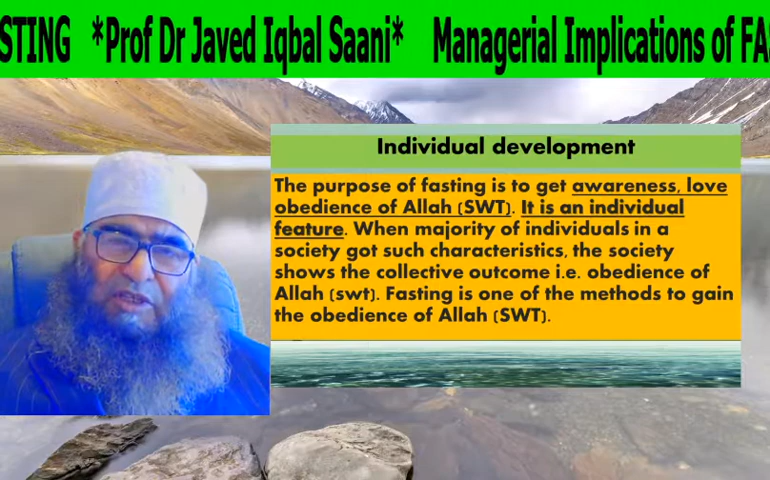 STING *Prof Dr Javed Iqbal Saani* Managerial Implications of FA
Individual development
The purpose of fasting is to get awareness, love
obedience of Allah (SWT). It is an individual
feature. When majority of individuals in a
society got such characteristics, the society
shows the collective outcome i.e. obedience of
Allah (swt). Fasting is one of the methods to gain
the obedience of Allah (SWT).